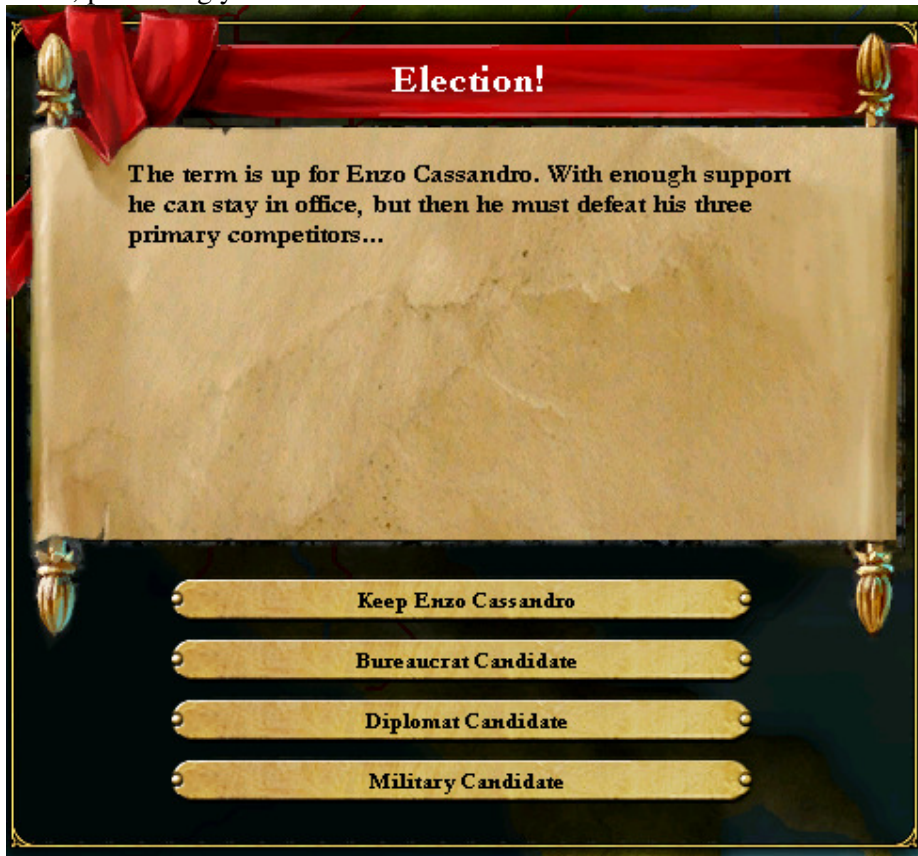 Election!
The term is up for Enzo Cassandro. With enough support
he can stay in office, but then he must defeat his three
primary competitors...
Keep Enzo Cassandro
Bureaucrat Candidate
Diplomat Candidate
Military Candidate